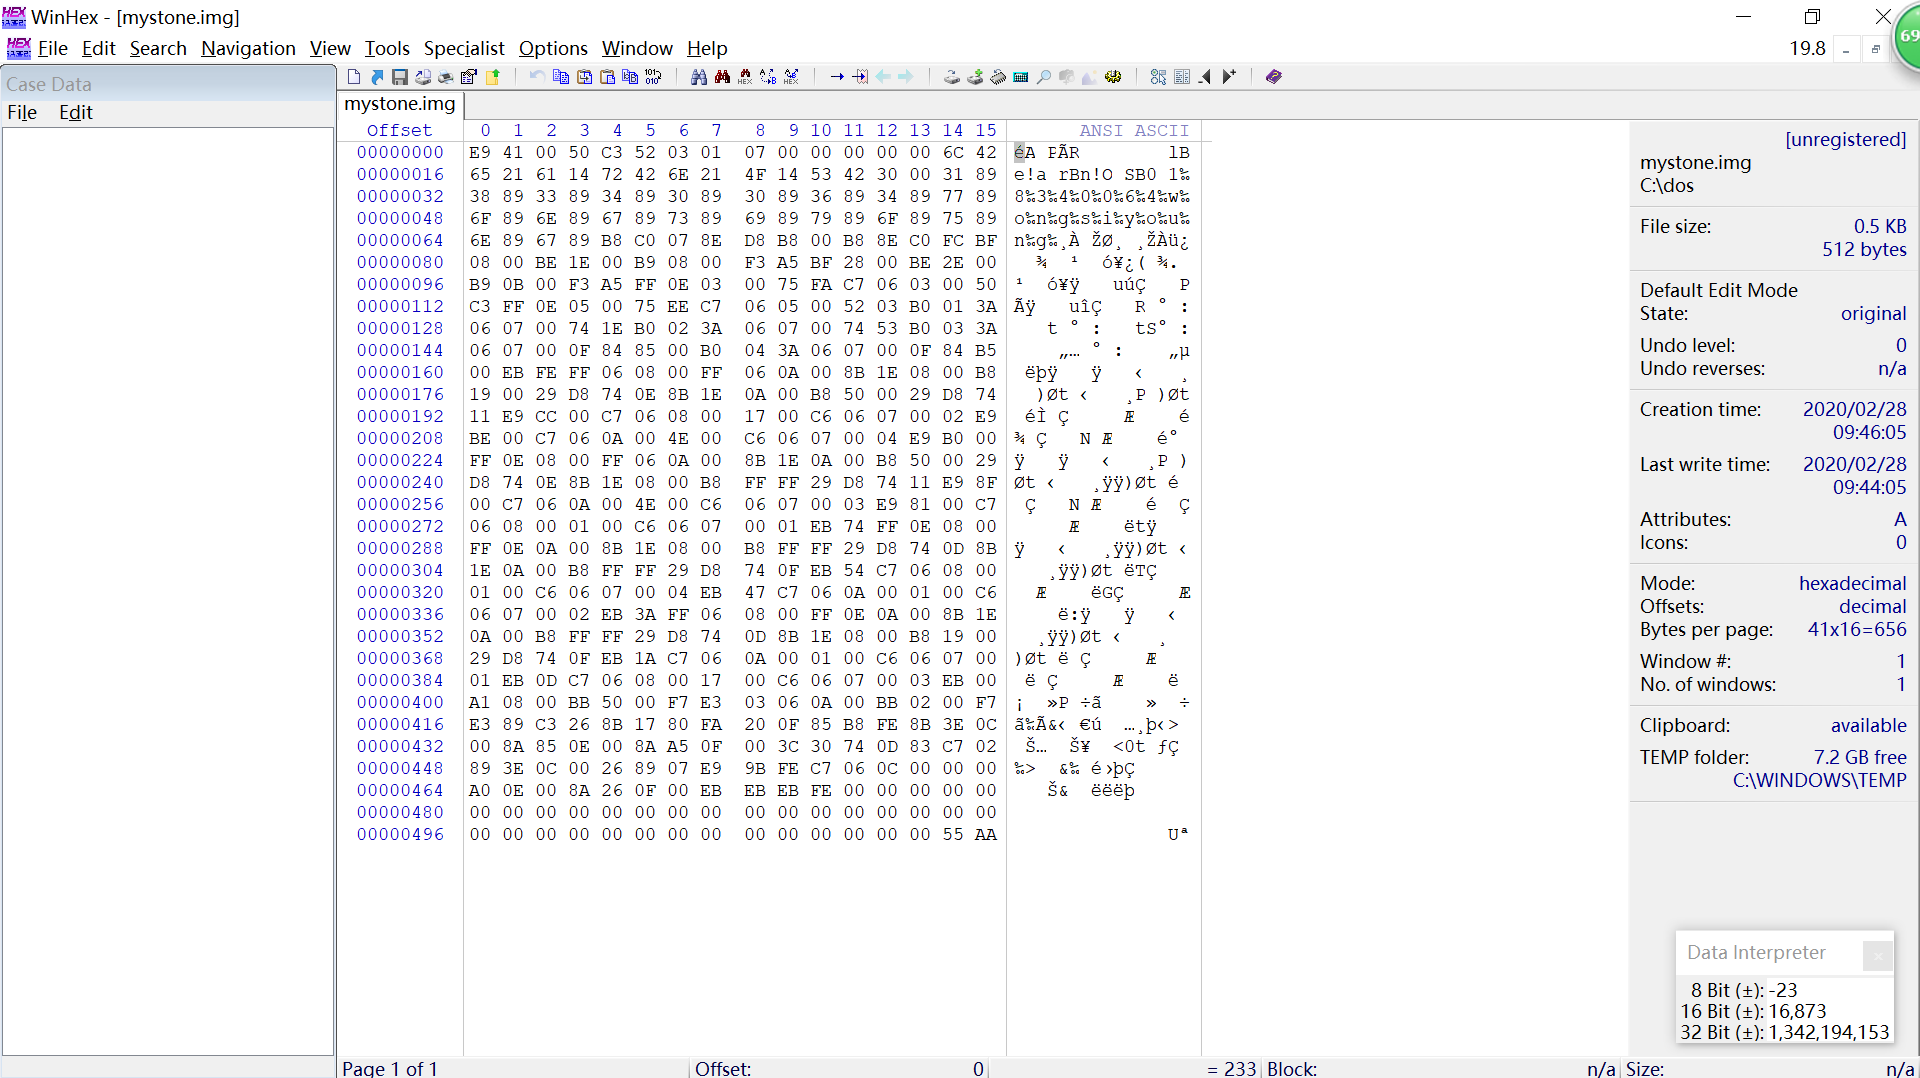 WinHex - [mystone.img]
File Edit Search Navigation View Tools Specialist Options Window Help 19.8
69
Case Data
File Edit
mystone.img
Offset 0 1 2 3 4 5 6 7 8 9 10 11 12 13 14 15 ANSI ASCII
00000000 E9 41 00 50 C3 52 03 01 07 00 00 00 00 00 6C 42 éA PÃR lB
00000016 65 21 61 14 72 42 6E 21 4F 14 53 42 30 00 31 89 e!a rBn!O SB0 1‰
00000032 38 89 33 89 34 89 30 89 30 89 36 89 34 89 77 89 8‰3‰4‰0‰0‰6‰4‰w‰
00000048 6F 89 6E 89 67 89 73 89 69 89 79 89 6F 89 75 89 o‰n‰g‰s‰i‰y‰o‰u‰
00000064 6E 89 67 89 B8 C0 07 8E D8 B8 00 B8 8E C0 FC BF n‰g‰¸À ŽØ¸ ¸ŽÀü¿
00000080 08 00 BE 1E 00 B9 08 00 F3 A5 BF 28 00 BE 2E 00 ¾ ¹ ó¥¿( ¾.
00000096 B9 0B 00 F3 A5 FF 0E 03 00 75 FA C7 06 03 00 50 ¹ ó¥ÿ uúÇ P
00000112 C3 FF 0E 05 00 75 EE C7 06 05 00 52 03 B0 01 3A Ãÿ uîÇ R ° :
00000128 06 07 00 74 1E B0 02 3A 06 07 00 74 53 B0 03 3A t ° : tS° :
00000144 06 07 00 0F 84 85 00 B0 04 3A 06 07 00 0F 84 B5 „… ° : „µ
00000160 00 EB FE FF 06 08 00 FF 06 0A 00 8B 1E 08 00 B8 ëþÿ ÿ ‹ ¸
00000176 19 00 29 D8 74 0E 8B 1E 0A 00 B8 50 00 29 D8 74 )Øt ‹ ¸P )Øt
00000192 11 E9 CC 00 C7 06 08 00 17 00 C6 06 07 00 02 E9 éÌ Ç Æ é
00000208 BE 00 C7 06 0A 00 4E 00 C6 06 07 00 04 E9 B0 00 ¾ Ç N Æ é°
00000224 FF 0E 08 00 FF 06 0A 00 8B 1E 0A 00 B8 50 00 29 ÿ ÿ ‹ ¸P )
00000240 D8 74 0E 8B 1E 08 00 B8 FF FF 29 D8 74 11 E9 8F Øt ‹ ¸ÿÿ)Øt é
00000256 00 C7 06 0A 00 4E 00 C6 06 07 00 03 E9 81 00 C7 Ç N Æ é Ç
00000272 06 08 00 01 00 C6 06 07 00 01 EB 74 FF 0E 08 00 Æ ëtÿ
00000288 FF 0E 0A 00 8B 1E 08 00 B8 FF FF 29 D8 74 0D 8B ÿ ‹ ¸ÿÿ)Øt ‹
00000304 1E 0A 00 B8 FF FF 29 D8 74 0F EB 54 C7 06 08 00 ¸ÿÿ)Øt ëTÇ
00000320 01 00 C6 06 07 00 04 EB 47 C7 06 0A 00 01 00 C6 Æ ëGÇ Æ
00000336 06 07 00 02 EB 3A FF 06 08 00 FF 0E 0A 00 8B 1E ë:ÿ ÿ ‹
00000352 0A 00 B8 FF FF 29 D8 74 0D 8B 1E 08 00 B8 19 00 ¸ÿÿ)Øt ‹ ¸
00000368 29 D8 74 0F EB 1A C7 06 0A 00 01 00 C6 06 07 00 )Øt ë Ç Æ
00000384 01 EB 0D C7 06 08 00 17 00 C6 06 07 00 03 EB 00 ë Ç Æ ë
00000400 A1 08 00 BB 50 00 F7 E3 03 06 0A 00 BB 02 00 F7 ¡ »P ÷ã » ÷
00000416 E3 89 C3 26 8B 17 80 FA 20 0F 85 B8 FE 8B 3E 0C ã‰Ã&‹ €ú …¸þ‹>
00000432 00 8A 85 0E 00 8A A5 0F 00 3C 30 74 0D 83 C7 02 Š… Š¥ <0t ƒÇ
00000448 89 3E 0C 00 26 89 07 E9 9B FE C7 06 0C 00 00 00 ‰> &‰ é›þÇ
00000464 A0 0E 00 8A 26 0F 00 EB EB EB FE 00 00 00 00 00 Š& ëëëþ
00000480 00 00 00 00 00 00 00 00 00 00 00 00 00 00 00 00
00000496 00 00 00 00 00 00 00 00 00 00 00 00 00 00 55 AA Uª
[unregistered]
mystone.img
C:\dos
File size: 0.5 KB
512 bytes
Default Edit Mode
State: original
Undo level: 0
Undo reverses: n/a
Creation time: 2020/02/28
09:46:05
Last write time: 2020/02/28
09:44:05
Attributes: A
Icons: 0
Mode: hexadecimal
Offsets: decimal
Bytes per page: 41x16=656
Window #: 1
No. of windows: 1
Clipboard: available
TEMP folder: 7.2 GB free
C:\WINDOWS\TEMP
Data Interpreter
8 Bit (±): -23
16 Bit (±): 16,873
32 Bit (±): 1,342,194,153
Page 1 of 1 Offset: 0 = 233 Block: n/a Size: n/a